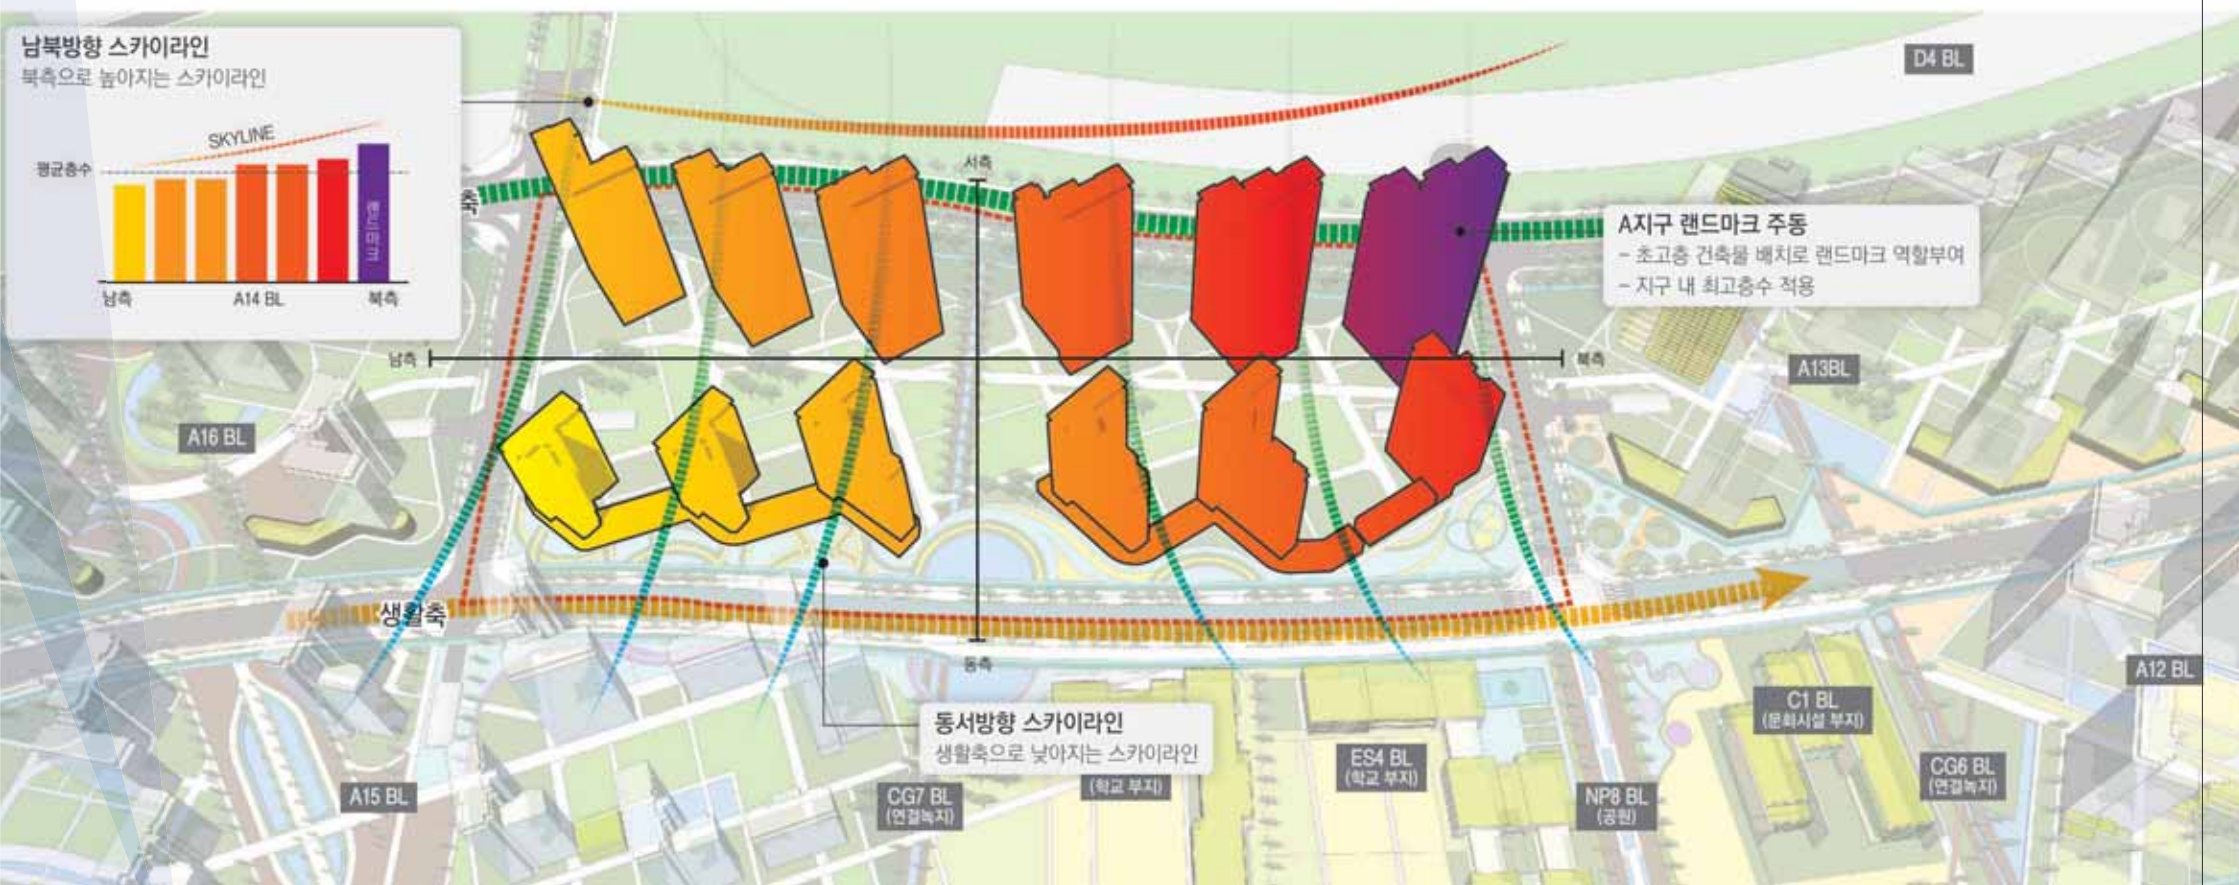 남북방향 스카이라인
북측으로 높아지는 스카이라인
SKYLINE
평균층수
랜드마크
남측
A14 BL
북측
D4 BL
서측
축
A지구 랜드마크 주동
- 초고층 건축물 배치로 랜드마크 역할부여
- 지구 내 최고층수 적용
남측
북측
A13BL
A16 BL
생활축
동측
A12 BL
C1 BL
(문화시설 부지)
동서방향 스카이라인
생활축으로 낮아지는 스카이라인
ES4 BL
(학교 부지)
CG6 BL
(연결녹지)
A15 BL
CG7 BL
(연결녹지)
(학교 부지)
NP8 BL
(공원)